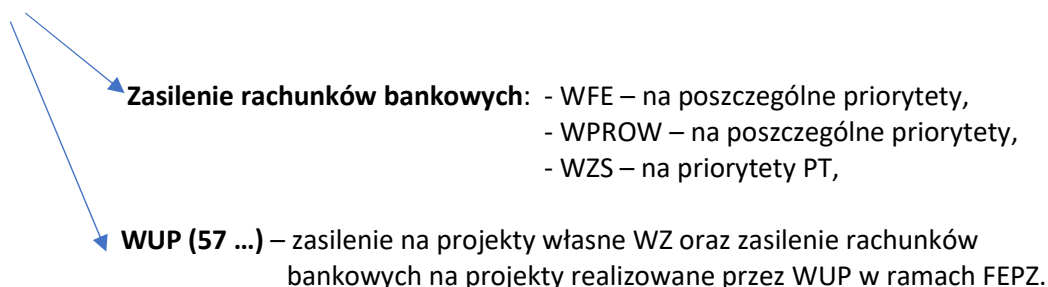 Zasilenie rachunków bankowych: - WFE – na poszczególne priorytety,
- WPROW – na poszczególne priorytety,
- WZS – na priorytety PT,
WUP (57 …) – zasilenie na projekty własne WZ oraz zasilenie rachunków
bankowych na projekty realizowane przez WUP w ramach FEPZ.